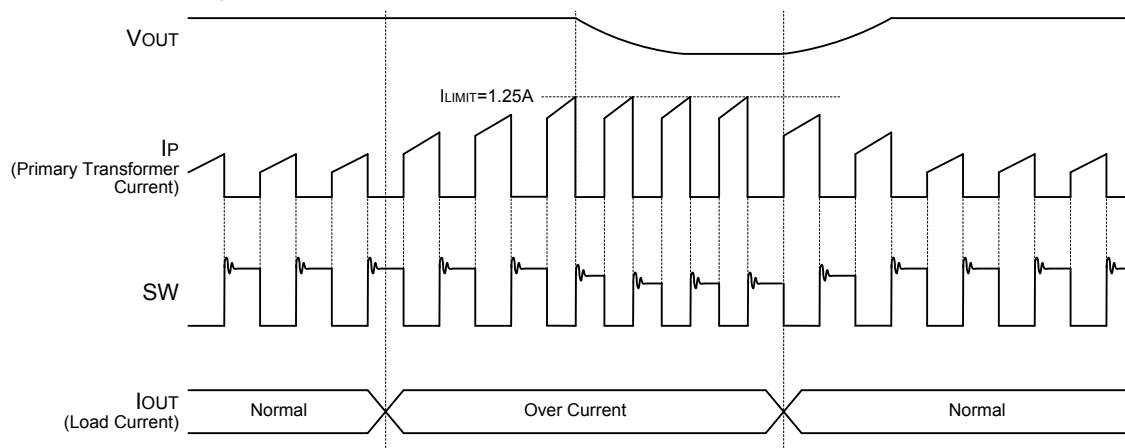 VOUT
ILIMIT=1.25A
IP
(Primary Transformer
Current)
SW
IOUT
(Load Current)
Normal
Over Current
Normal